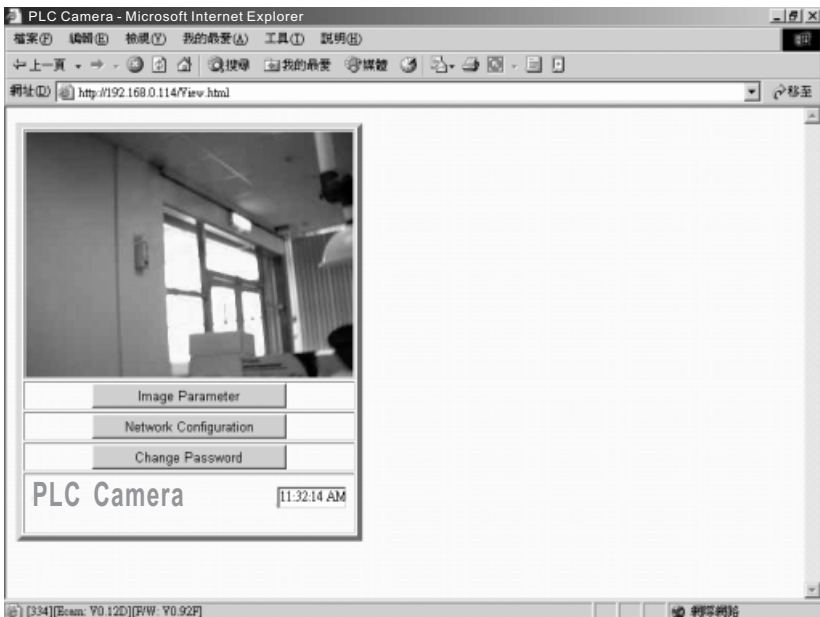 PLC Camera - Microsoft Internet Explorer
檔案(F) 編輯(E) 檢視(V) 我的最愛(A) 工具(T) 說明(H)
上一頁 搜尋 我的最愛 媒體
網址(D) http://192.168.0.114/View.html 移至
Image Parameter
Network Configuration
Change Password
PLC Camera 11:32:14 AM
[334][Ecam: V0.12D][F/W: V0.92F] 網際網路